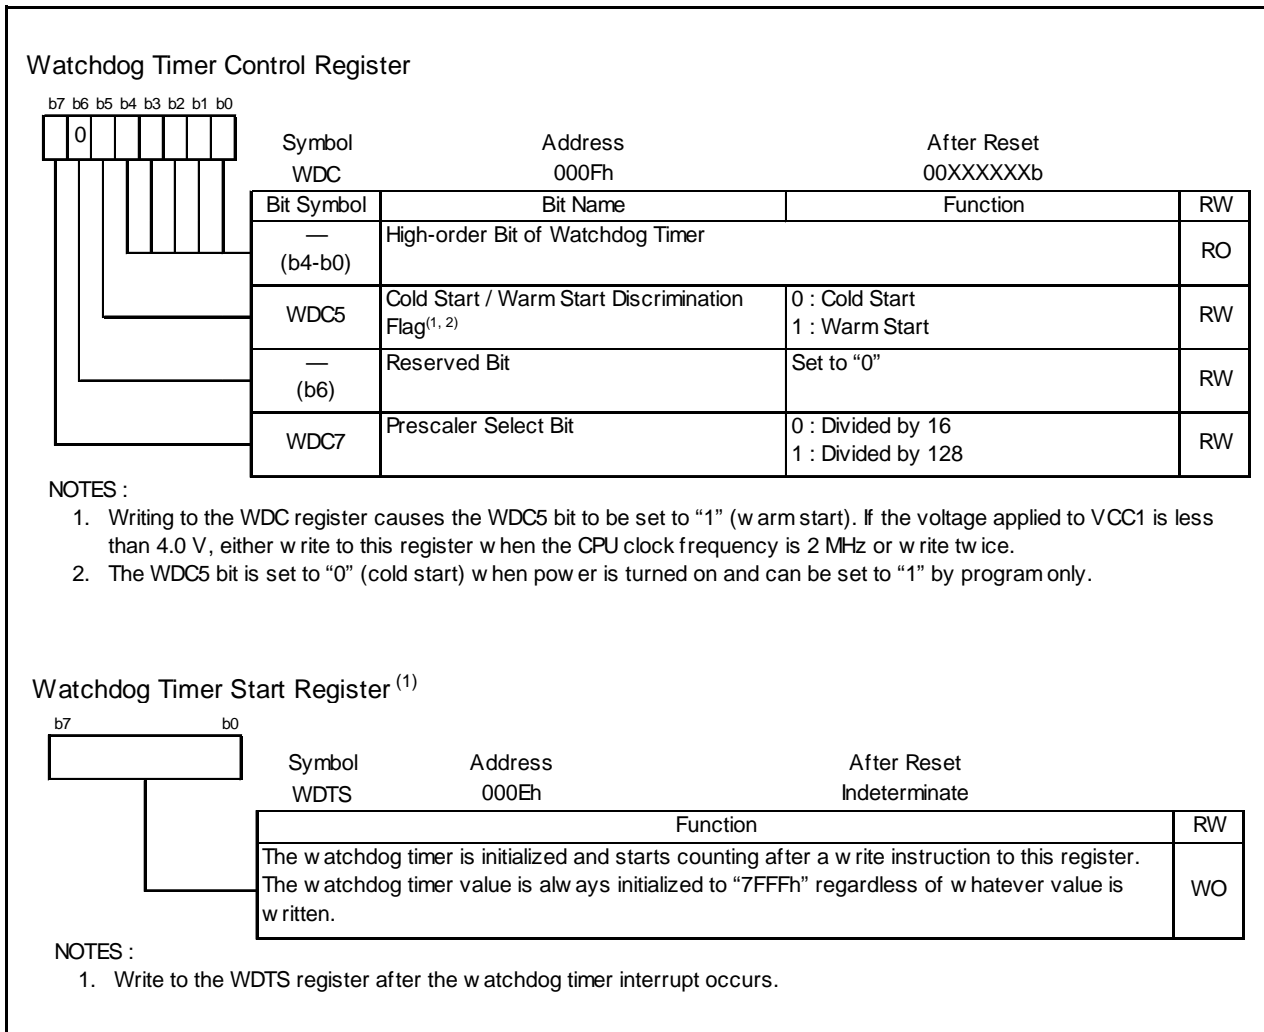 Watchdog Timer Control Register
b7 b6 b5 b4 b3 b2 b1 b0
0
Symbol Address After Reset
WDC 000Fh 00XXXXXXb
Bit Symbol Bit Name Function RW
—
(b4-b0) High-order Bit of Watchdog Timer RO
WDC5 Cold Start / Warm Start Discrimination
Flag(1, 2) 0 : Cold Start
1 : Warm Start RW
—
(b6) Reserved Bit Set to “0” RW
WDC7 Prescaler Select Bit 0 : Divided by 16
1 : Divided by 128 RW
NOTES :
1. Writing to the WDC register causes the WDC5 bit to be set to “1” (warm start). If the voltage applied to VCC1 is less
than 4.0 V, either write to this register when the CPU clock frequency is 2 MHz or write twice.
2. The WDC5 bit is set to “0” (cold start) when power is turned on and can be set to “1” by program only.
Watchdog Timer Start Register (1)
b7 b0
Symbol Address After Reset
WDTS 000Eh Indeterminate
Function RW
The watchdog timer is initialized and starts counting after a write instruction to this register.
The watchdog timer value is always initialized to “7FFFh” regardless of whatever value is
written. WO
NOTES :
1. Write to the WDTS register after the watchdog timer interrupt occurs.